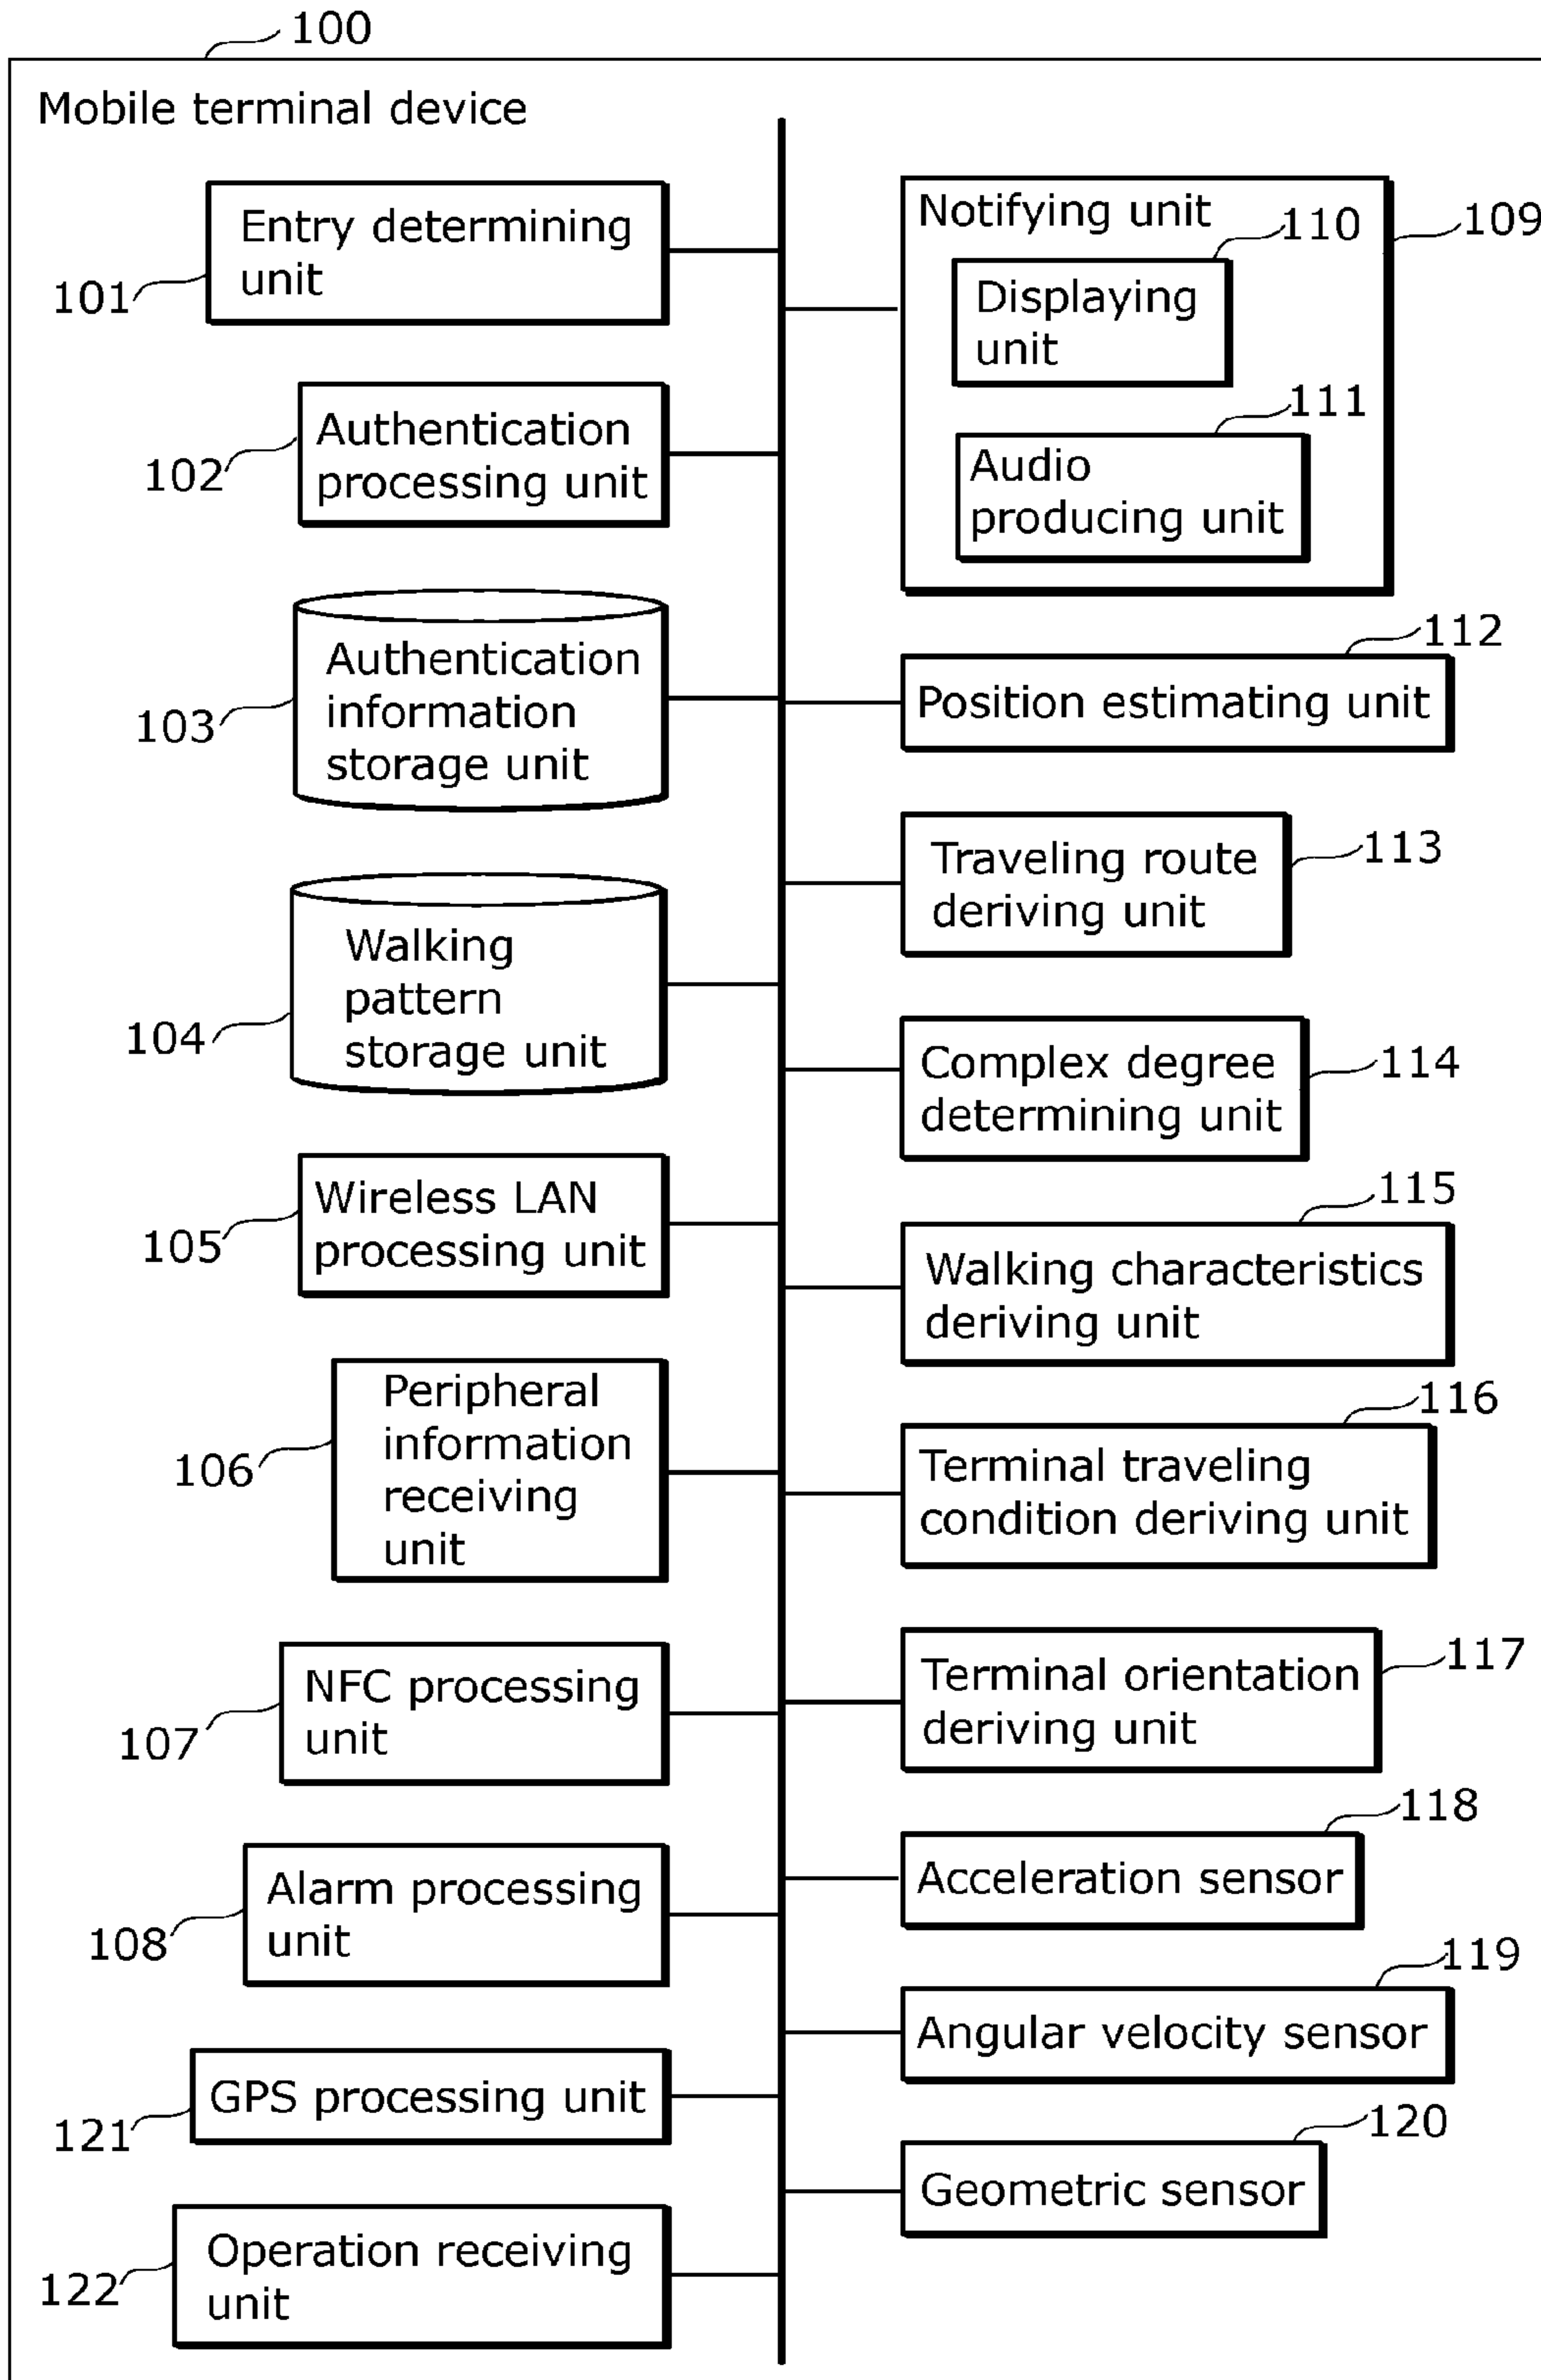 100
Mobile terminal device
Entry determining
unit
101
Authentication
processing unit
102
Authentication
information
storage unit
103
Walking
pattern
storage unit
104
Wireless LAN
processing unit
105
Peripheral
information
receiving
unit
106
NFC processing
unit
107
Alarm processing
unit
108
GPS processing unit
121
Operation receiving
unit
122
Notifying unit
109
110
Displaying
unit
111
Audio
producing unit
112
Position estimating unit
Traveling route
deriving unit
113
Complex degree
determining unit
114
115
Walking characteristics
deriving unit
116
Terminal traveling
condition deriving unit
Terminal orientation
deriving unit
117
118
Acceleration sensor
119
Angular velocity sensor
120
Geometric sensor